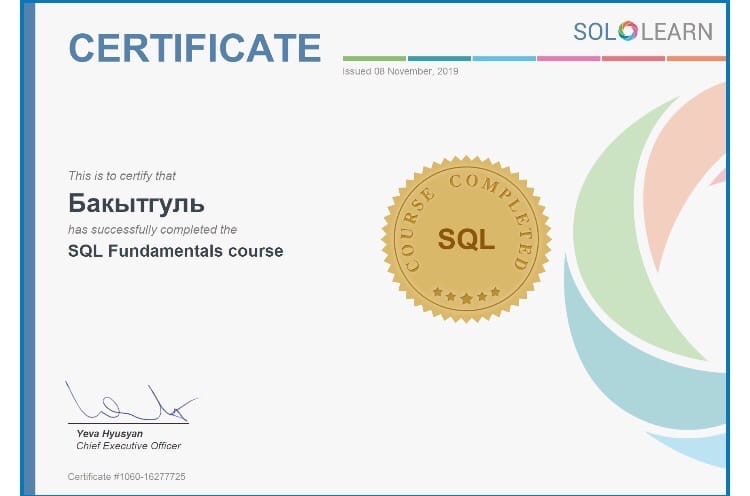 CERTIFICATE
SOLOLEARN
Issued 08 November, 2019
This is to certify that
Бакытгуль
has successfully completed the
SQL Fundamentals course
COURSE COMPLETED
SQL
Yeva Hyusyan
Chief Executive Officer
Certificate #1060-16277725